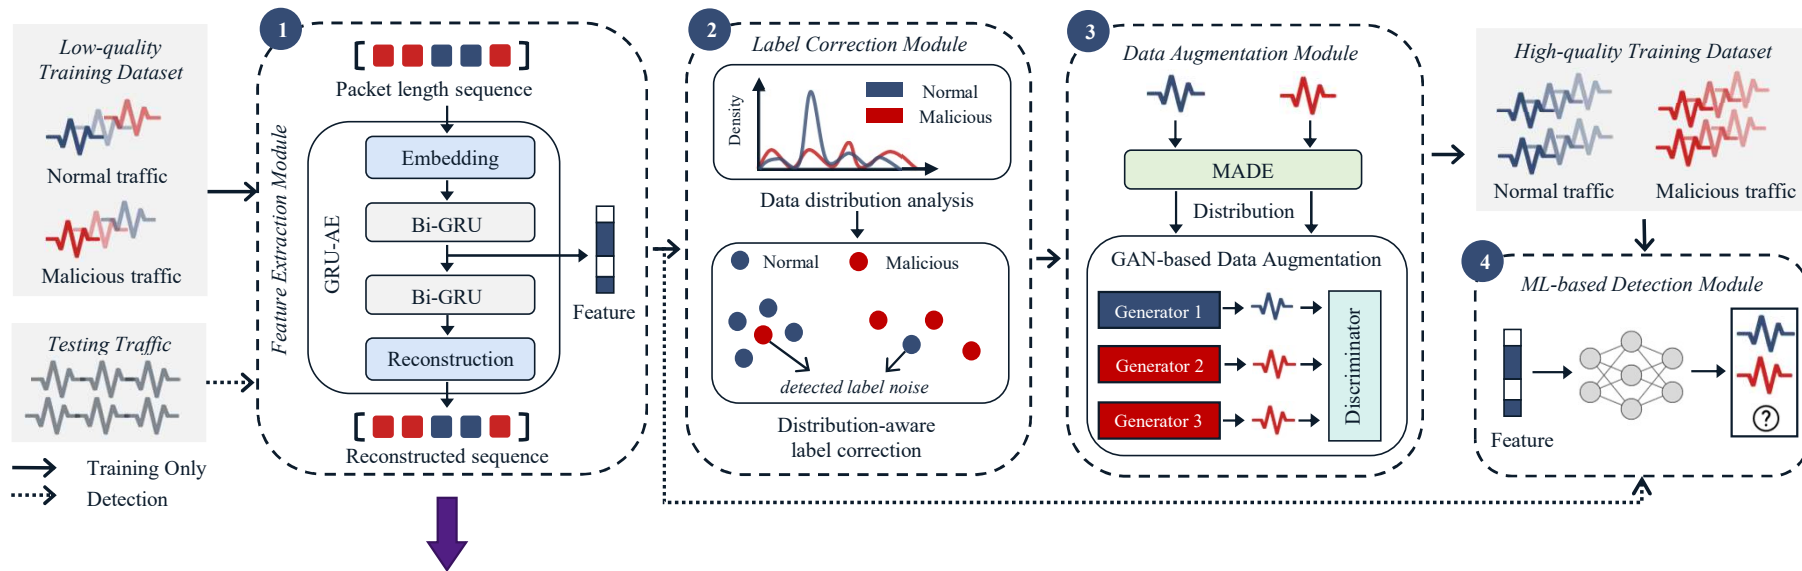 Low-quality
Training Dataset
Normal traffic
Malicious traffic
Testing Traffic
Training Only
Detection
1
Feature Extraction Module
Packet length sequence
GRU-AE
Embedding
Bi-GRU
Bi-GRU
Reconstruction
Reconstructed sequence
Feature
2
Label Correction Module
Density
Normal
Malicious
Data distribution analysis
Normal
Malicious
detected label noise
Distribution-aware
label correction
3
Data Augmentation Module
MADE
Distribution
GAN-based Data Augmentation
Generator 1
Generator 2
Generator 3
Discriminator
High-quality Training Dataset
Normal traffic
Malicious traffic
4
ML-based Detection Module
Feature
?